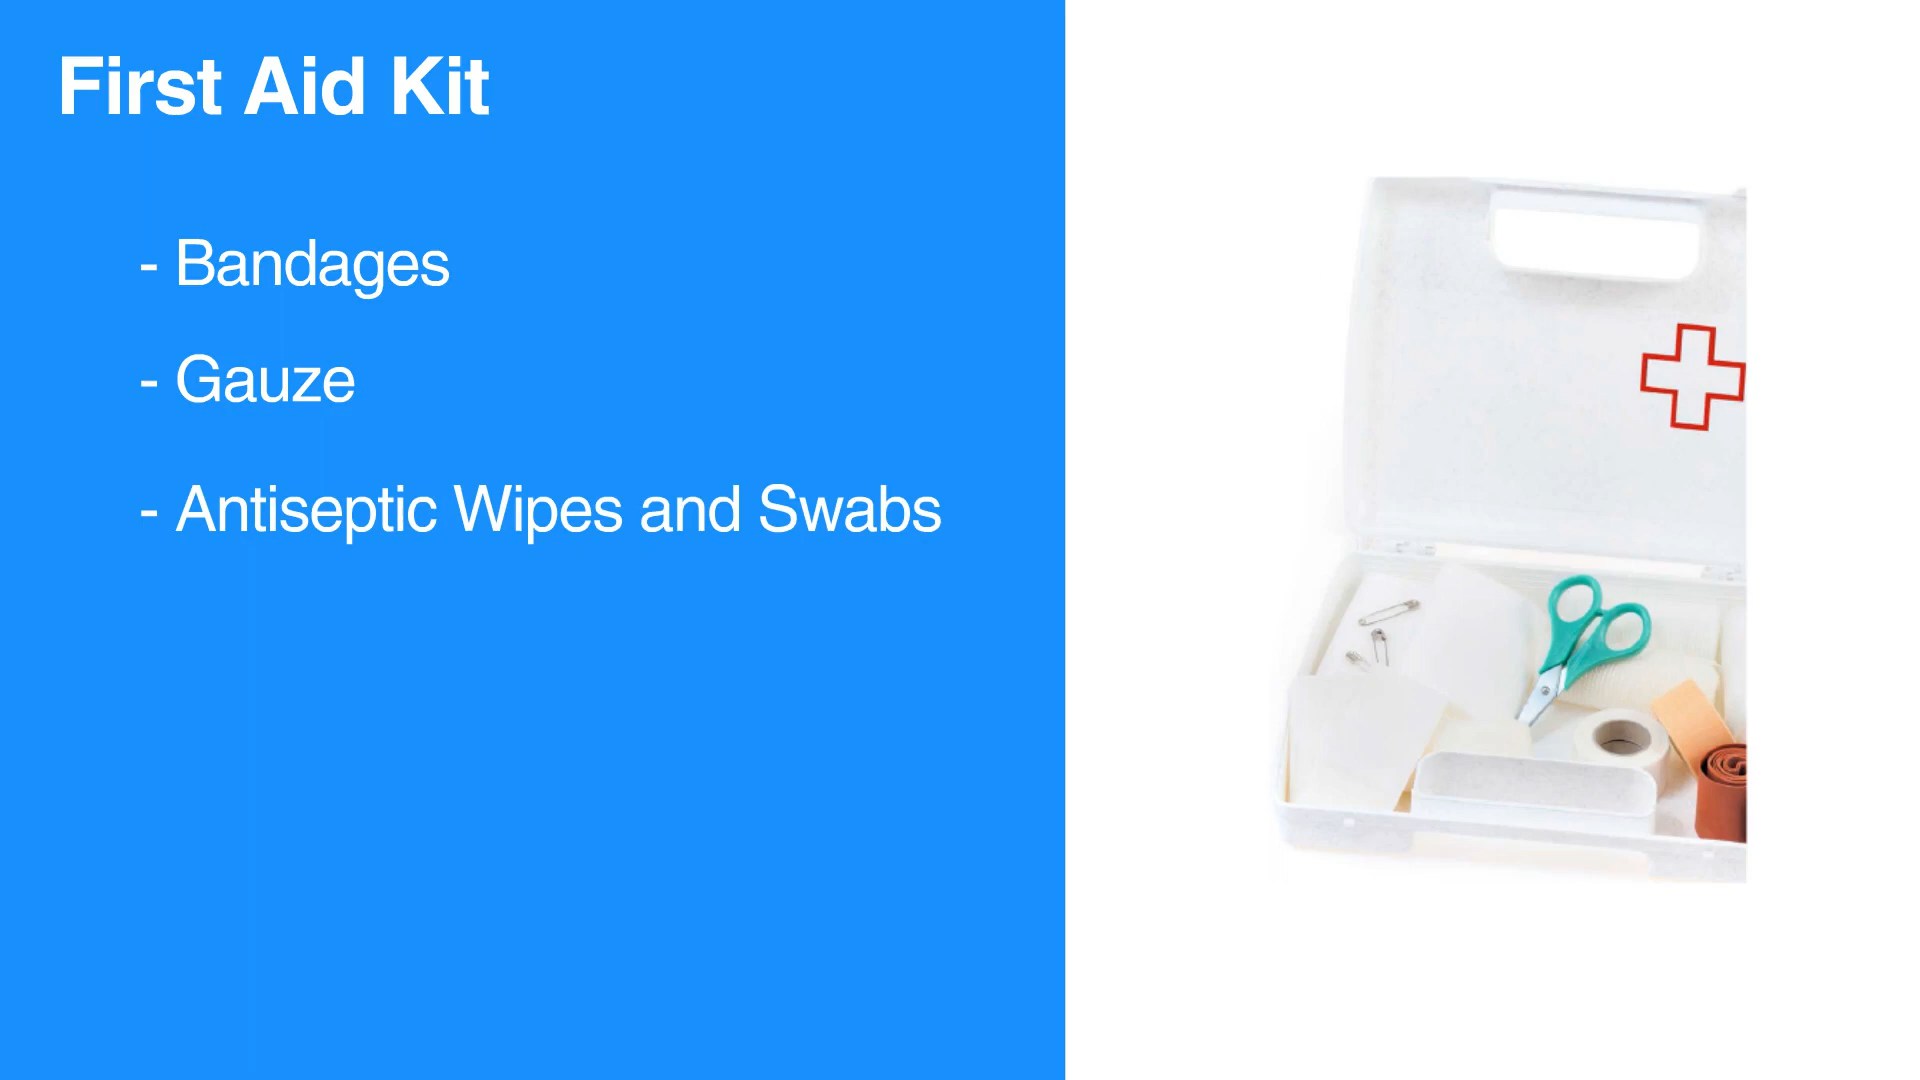 First Aid Kit
- Bandages
- Gauze
- Antiseptic Wipes and Swabs